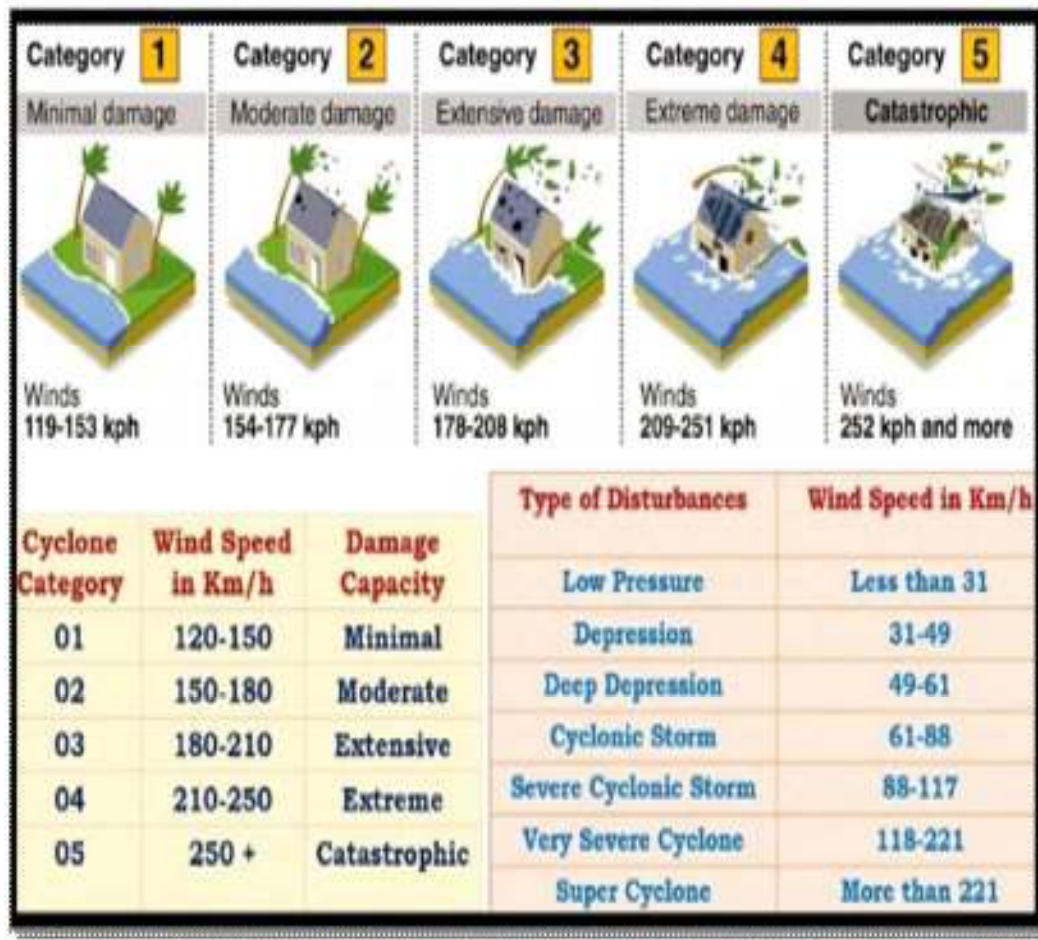 Category 1
Minimal damage
Winds
119-153 kph
Category 2
Moderate damage
Winds
154-177 kph
Category 3
Extensive damage
Winds
178-208 kph
Category 4
Extreme damage
Winds
209-251 kph
Category 5
Catastrophic
Winds
252 kph and more
Cyclone Category Wind Speed in Km/h Damage Capacity
01 120-150 Minimal
02 150-180 Moderate
03 180-210 Extensive
04 210-250 Extreme
05 250 + Catastrophic
Type of Disturbances Wind Speed in Km/h
Low Pressure Less than 31
Depression 31-49
Deep Depression 49-61
Cyclonic Storm 61-88
Severe Cyclonic Storm 88-117
Very Severe Cyclone 118-221
Super Cyclone More than 221